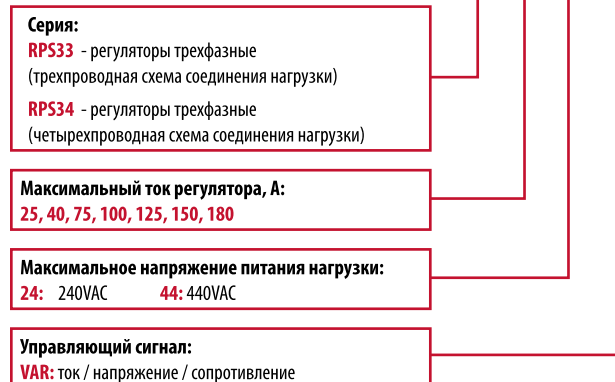 Серия:
RPS33 - регуляторы трехфазные
(трехпроводная схема соединения нагрузки)
RPS34 - регуляторы трехфазные
(четырехпроводная схема соединения нагрузки)
Максимальный ток регулятора, А:
25, 40, 75, 100, 125, 150, 180
Максимальное напряжение питания нагрузки:
24: 240VAC 44: 440VAC
Управляющий сигнал:
VAR: ток / напряжение / сопротивление